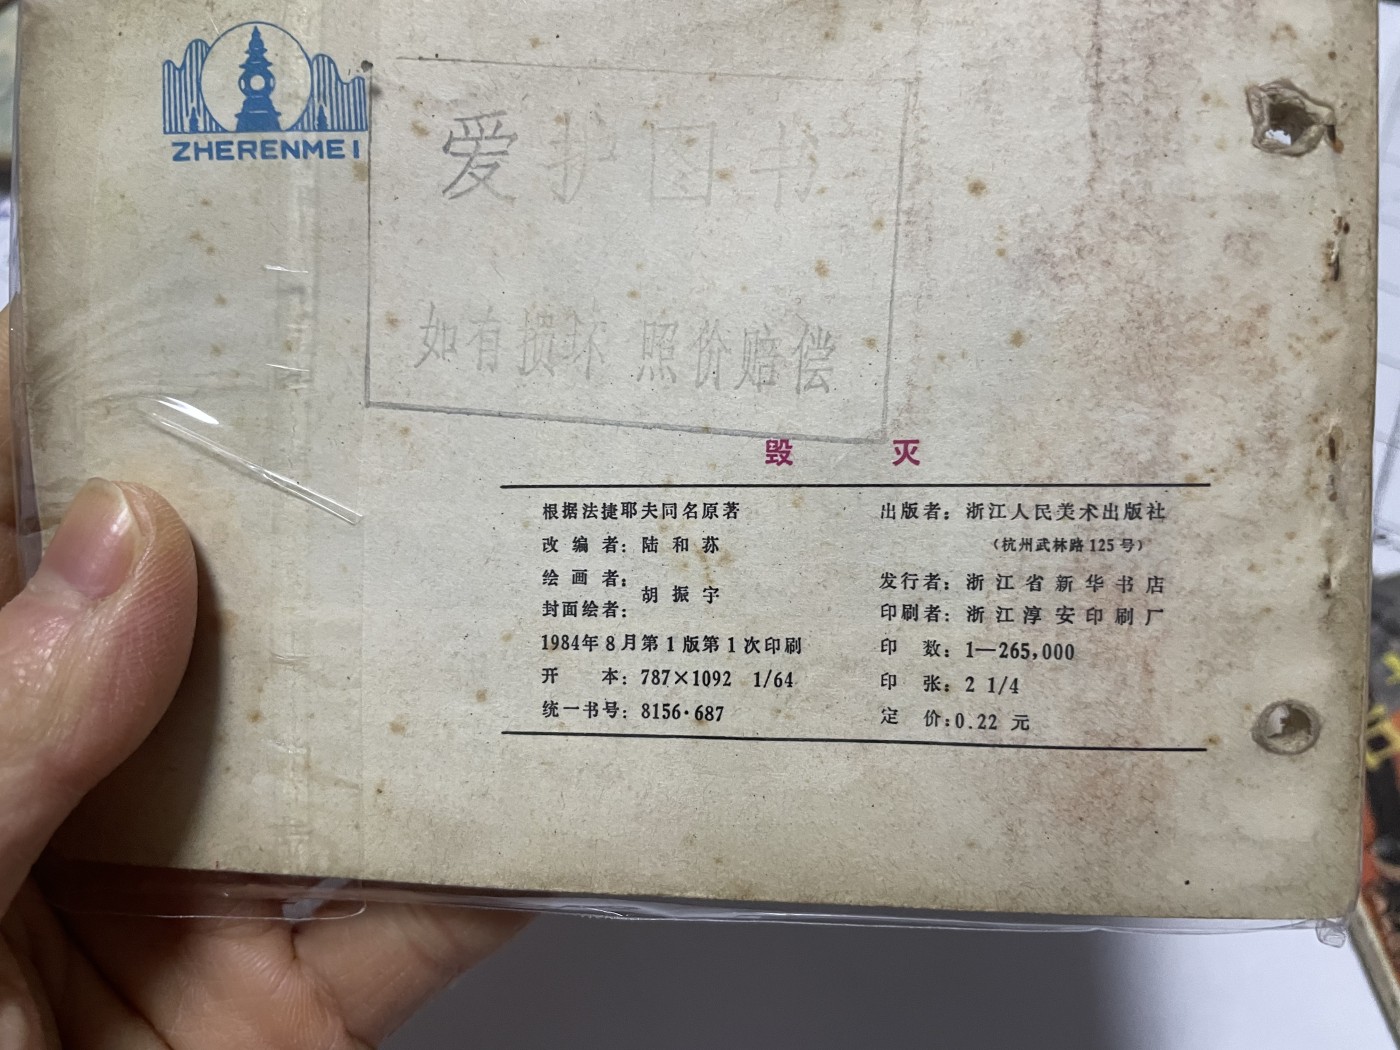 ZHERENMEI
爱护图书
如有损坏 照价赔偿
毁 灭
根据法捷耶夫同名原著
改编者：陆和荪
绘画者：
胡振宇
封面绘者：
1984年8月第1版第1次印刷
开 本：787×1092 1/64
统一书号：8156·687
出版者：浙江人民美术出版社
（杭州武林路125号）
发行者：浙江省新华书店
印刷者：浙江淳安印刷厂
印 数：1—265,000
印 张：2 1/4
定 价：0.22 元